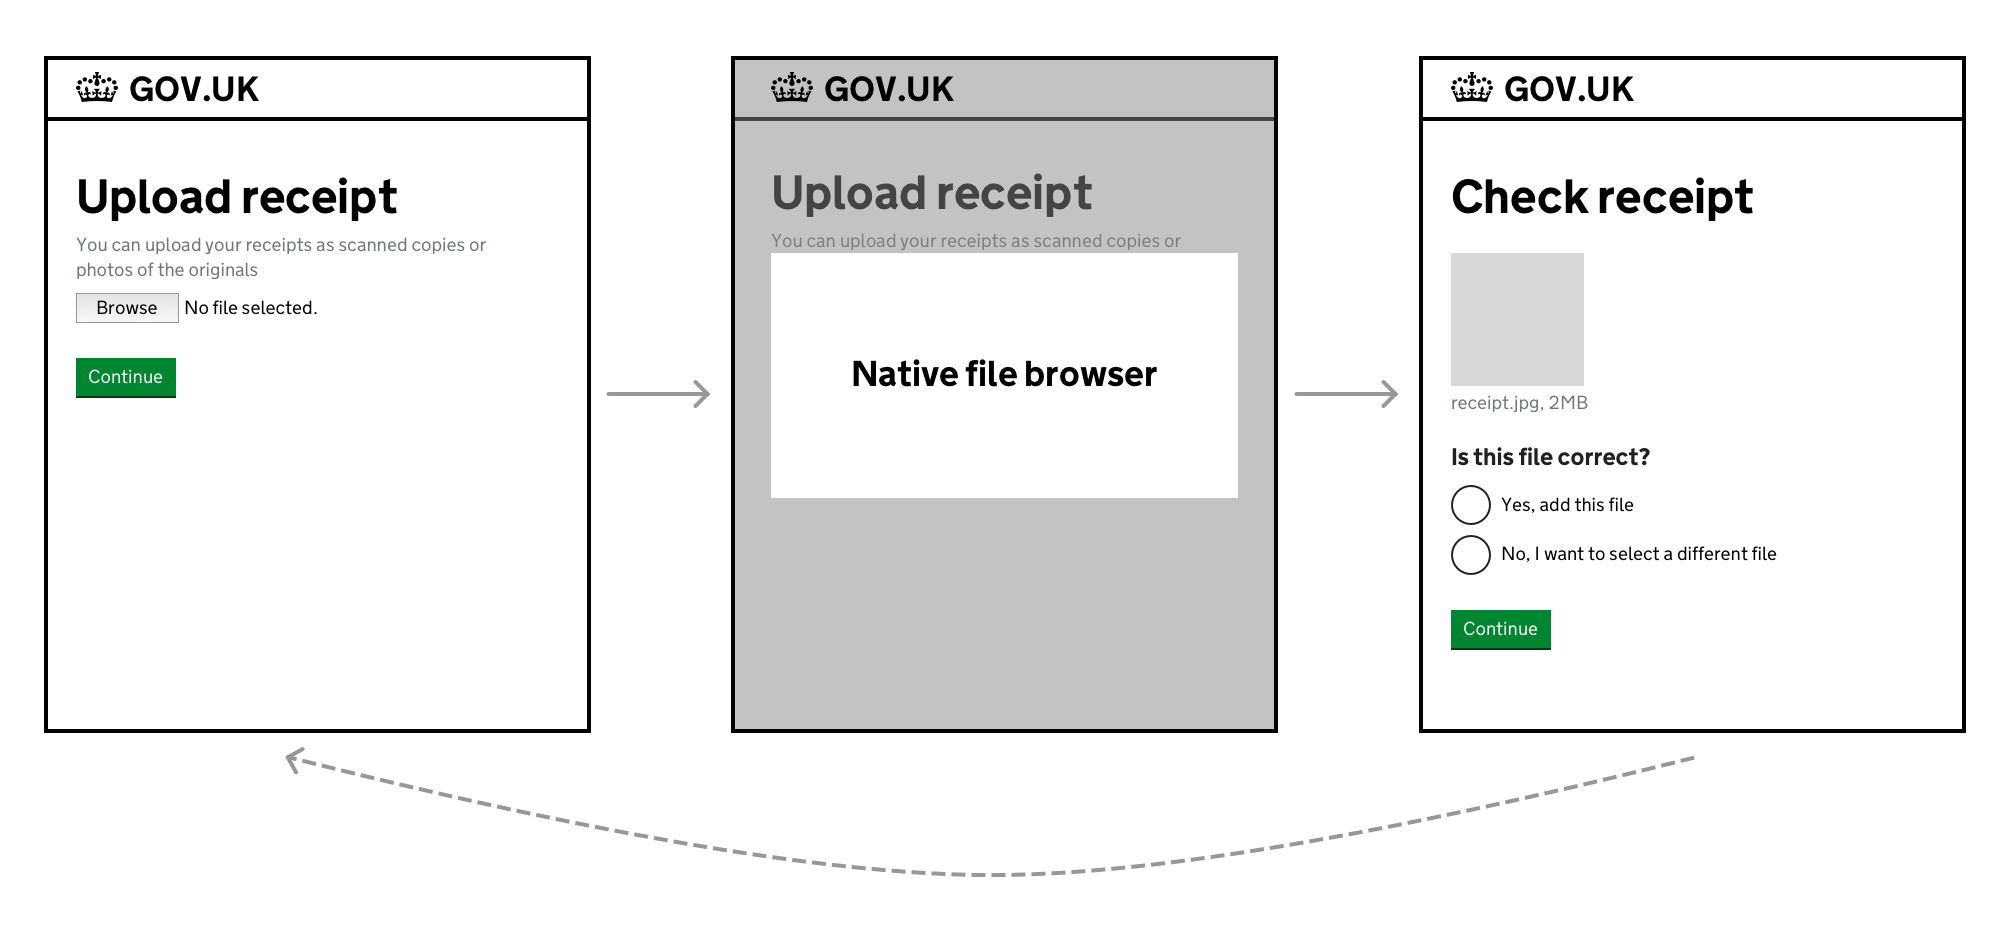 GOV.UK
Upload receipt
You can upload your receipts as scanned copies or
photos of the originals
Browse No file selected.
Continue
GOV.UK
Upload receipt
You can upload your receipts as scanned copies or
Native file browser
GOV.UK
Check receipt
receipt.jpg, 2MB
Is this file correct?
Yes, add this file
No, I want to select a different file
Continue